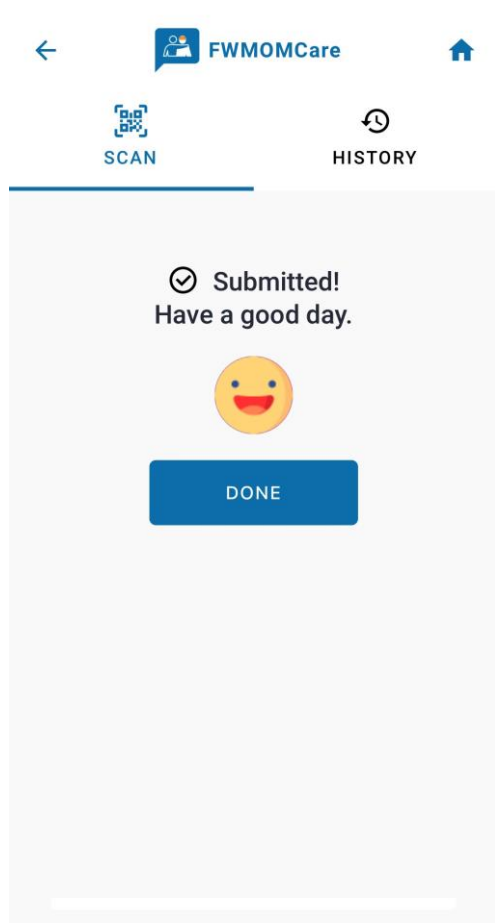 FWMOMCare
SCAN
HISTORY
Submitted!
Have a good day.
DONE